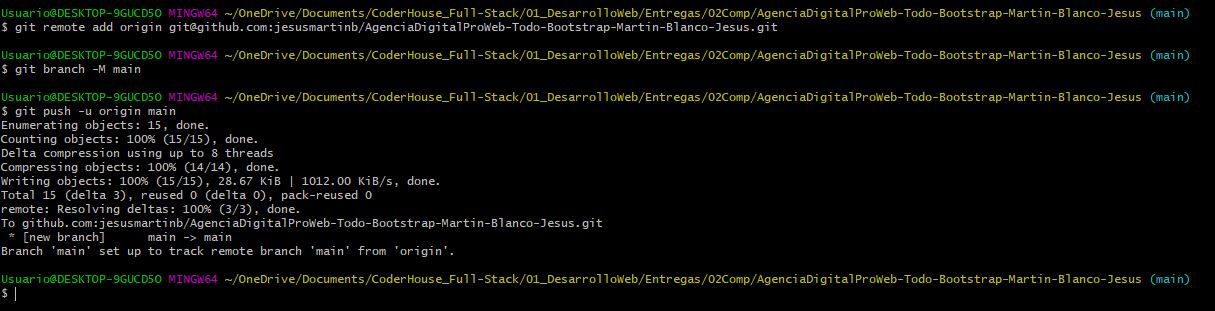 Usuario@DESKTOP-9GUCD5O MINGW64 ~/OneDrive/Documents/CoderHouse_Full-Stack/01_DesarrolloWeb/Entregas/02Comp/AgenciaDigitalProWeb-Todo-Bootstrap-Martin-Blanco-Jesus (main)
$ git remote add origin git@github.com:jesusmartinb/AgenciaDigitalProWeb-Todo-Bootstrap-Martin-Blanco-Jesus.git
Usuario@DESKTOP-9GUCD5O MINGW64 ~/OneDrive/Documents/CoderHouse_Full-Stack/01_DesarrolloWeb/Entregas/02Comp/AgenciaDigitalProWeb-Todo-Bootstrap-Martin-Blanco-Jesus (main)
$ git branch -M main
Usuario@DESKTOP-9GUCD5O MINGW64 ~/OneDrive/Documents/CoderHouse_Full-Stack/01_DesarrolloWeb/Entregas/02Comp/AgenciaDigitalProWeb-Todo-Bootstrap-Martin-Blanco-Jesus (main)
$ git push -u origin main
Enumerating objects: 15, done.
Counting objects: 100% (15/15), done.
Delta compression using up to 8 threads
Compressing objects: 100% (14/14), done.
Writing objects: 100% (15/15), 28.67 KiB | 1012.00 KiB/s, done.
Total 15 (delta 3), reused 0 (delta 0), pack-reused 0
remote: Resolving deltas: 100% (3/3), done.
To github.com:jesusmartinb/AgenciaDigitalProWeb-Todo-Bootstrap-Martin-Blanco-Jesus.git
 * [new branch]      main -> main
Branch 'main' set up to track remote branch 'main' from 'origin'.
Usuario@DESKTOP-9GUCD5O MINGW64 ~/OneDrive/Documents/CoderHouse_Full-Stack/01_DesarrolloWeb/Entregas/02Comp/AgenciaDigitalProWeb-Todo-Bootstrap-Martin-Blanco-Jesus (main)
$